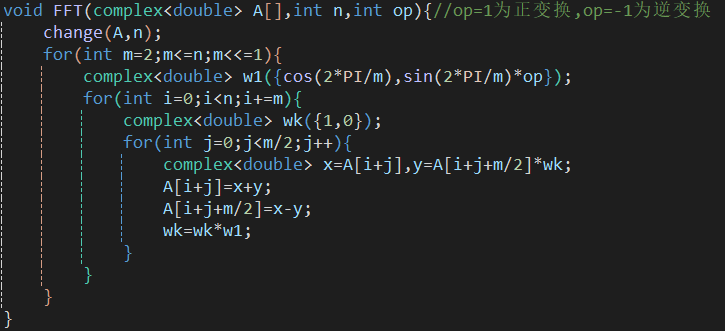 void FFT(complex<double> A[],int n,int op){//op=1为正变换,op=-1为逆变换
    change(A,n);
    for(int m=2;m<=n;m<<=1){
        complex<double> w1({cos(2*PI/m),sin(2*PI/m)*op});
        for(int i=0;i<n;i+=m){
            complex<double> wk({1,0});
            for(int j=0;j<m/2;j++){
                complex<double> x=A[i+j],y=A[i+j+m/2]*wk;
                A[i+j]=x+y;
                A[i+j+m/2]=x-y;
                wk=wk*w1;
            }
        }
    }
}